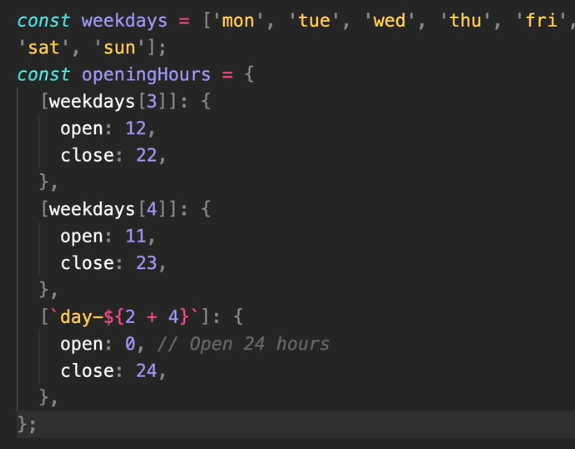 const weekdays = ['mon', 'tue', 'wed', 'thu', 'fri',
'sat', 'sun'];
const openingHours = {
  [weekdays[3]]: {
    open: 12,
    close: 22,
  },
  [weekdays[4]]: {
    open: 11,
    close: 23,
  },
  [`day-${2 + 4}`]: {
    open: 0, // Open 24 hours
    close: 24,
  },
};